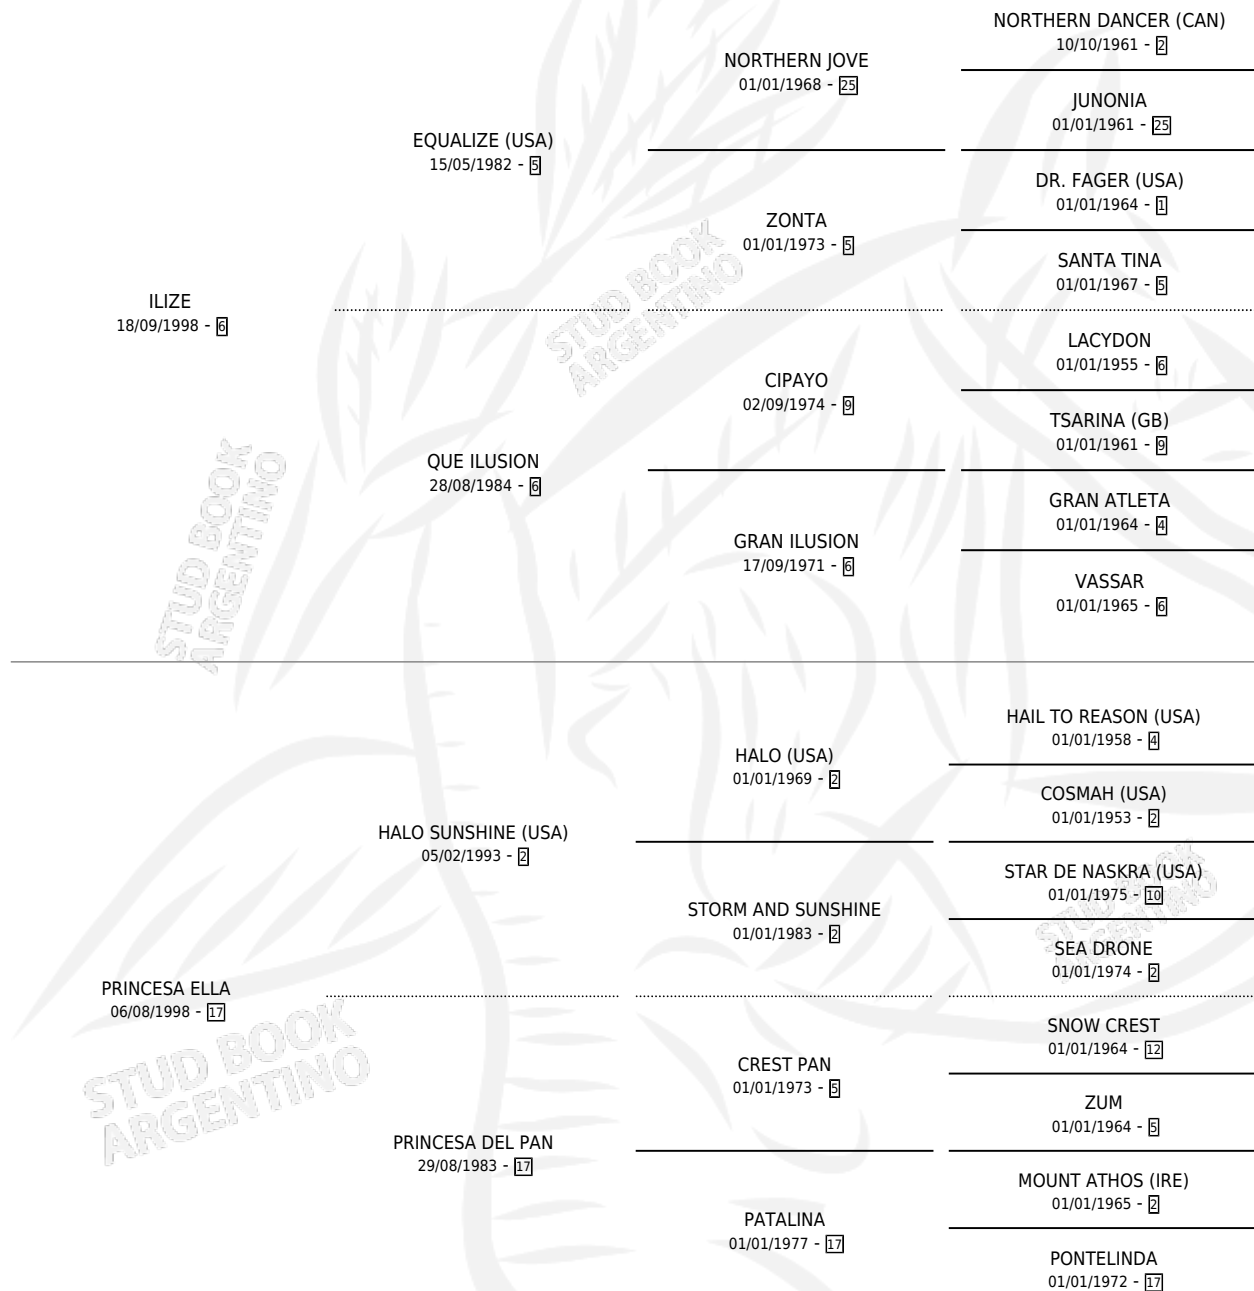 NORTHERN DANCER (CAN)
10/10/1961 - 2
NORTHERN JOVE
01/01/1968 - 25
JUNONIA
01/01/1961 - 25
EQUALIZE (USA)
15/05/1982 - 5
DR. FAGER (USA)
01/01/1964 - 1
ZONTA
01/01/1973 - 5
SANTA TINA
01/01/1967 - 5
STUD BOOK
ARGENTINO
ILIZE
18/09/1998 - 6
LACYDON
01/01/1955 - 6
CIPAYO
02/09/1974 - 9
TSARINA (GB)
01/01/1961 - 9
QUE ILUSION
28/08/1984 - 6
GRAN ATLETA
01/01/1964 - 4
GRAN ILUSION
17/09/1971 - 6
VASSAR
01/01/1965 - 6
STUD BOOK
ARGENTINO
HAIL TO REASON (USA)
01/01/1958 - 4
HALO (USA)
01/01/1969 - 2
COSMAH (USA)
01/01/1953 - 2
HALO SUNSHINE (USA)
05/02/1993 - 2
STAR DE NASKRA (USA)
01/01/1975 - 10
STORM AND SUNSHINE
01/01/1983 - 2
SEA DRONE
01/01/1974 - 2
STUD BOOK
ARGENTINO
PRINCESA ELLA
06/08/1998 - 17
SNOW CREST
01/01/1964 - 12
CREST PAN
01/01/1973 - 5
ZUM
01/01/1964 - 5
STUD BOOK
ARGENTINO
PRINCESA DEL PAN
29/08/1983 - 17
MOUNT ATHOS (IRE)
01/01/1965 - 2
PATALINA
01/01/1977 - 17
PONTELINDA
01/01/1972 - 17